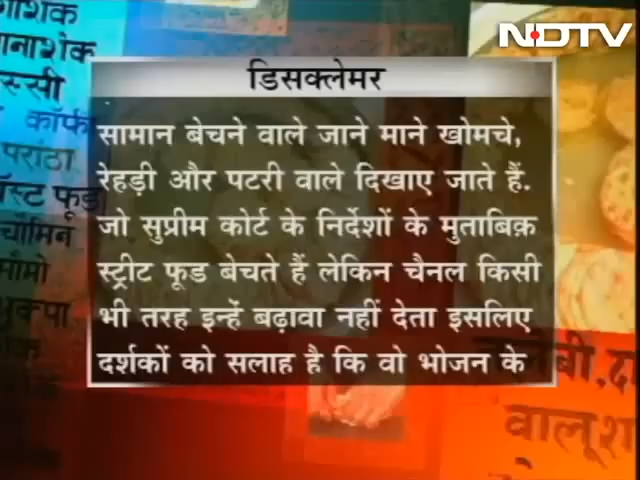 NDTV
डिसक्लेमर
सामान बेचने वाले जाने माने खोमचे,
रेहड़ी और पटरी वाले दिखाए जाते हैं.
जो सुप्रीम कोर्ट के निर्देशों के मुताबिक़
स्ट्रीट फूड बेचते हैं लेकिन चैनल किसी
भी तरह इन्हें बढ़ावा नहीं देता इसलिए
दर्शकों को सलाह है कि वो भोजन के
कॉफी
परांठा
चौमिन
मोमो